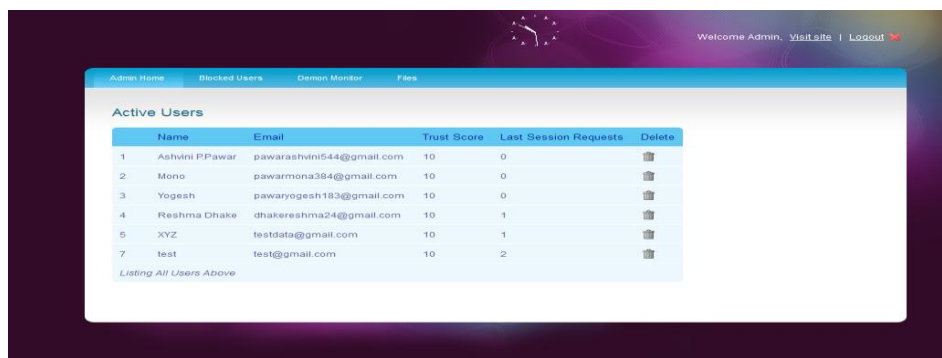 Welcome Admin, Visit site | Logout
Admin Home Blocked Users Demon Monitor Files
Active Users
Name Email Trust Score Last Session Requests Delete
1 Ashvini P.Pawar pawarashvini544@gmail.com 10 0
2 Mono pawarmona384@gmail.com 10 0
3 Yogesh pawaryogesh183@gmail.com 10 0
4 Reshma Dhake dhakereshma24@gmail.com 10 1
5 XYZ testdata@gmail.com 10 1
7 test test@gmail.com 10 2
Listing All Users Above